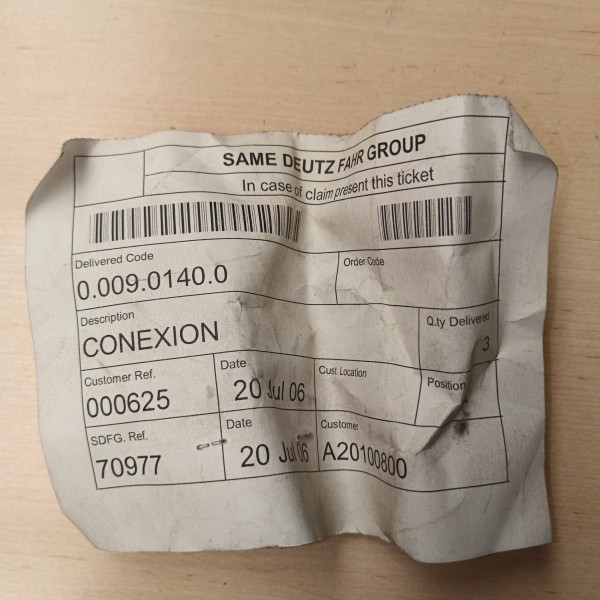 SAME DEUTZ FAHR GROUP
In case of claim present this ticket
Delivered Code
Order Code
0.009.0140.0
Description
Q.ty Delivered
CONEXION
3
Customer Ref.
Date
Cust Location
Position
000625
20 Jul 06
SDFG. Ref.
Date
Customer
70977
20 Jul 06
A20100800